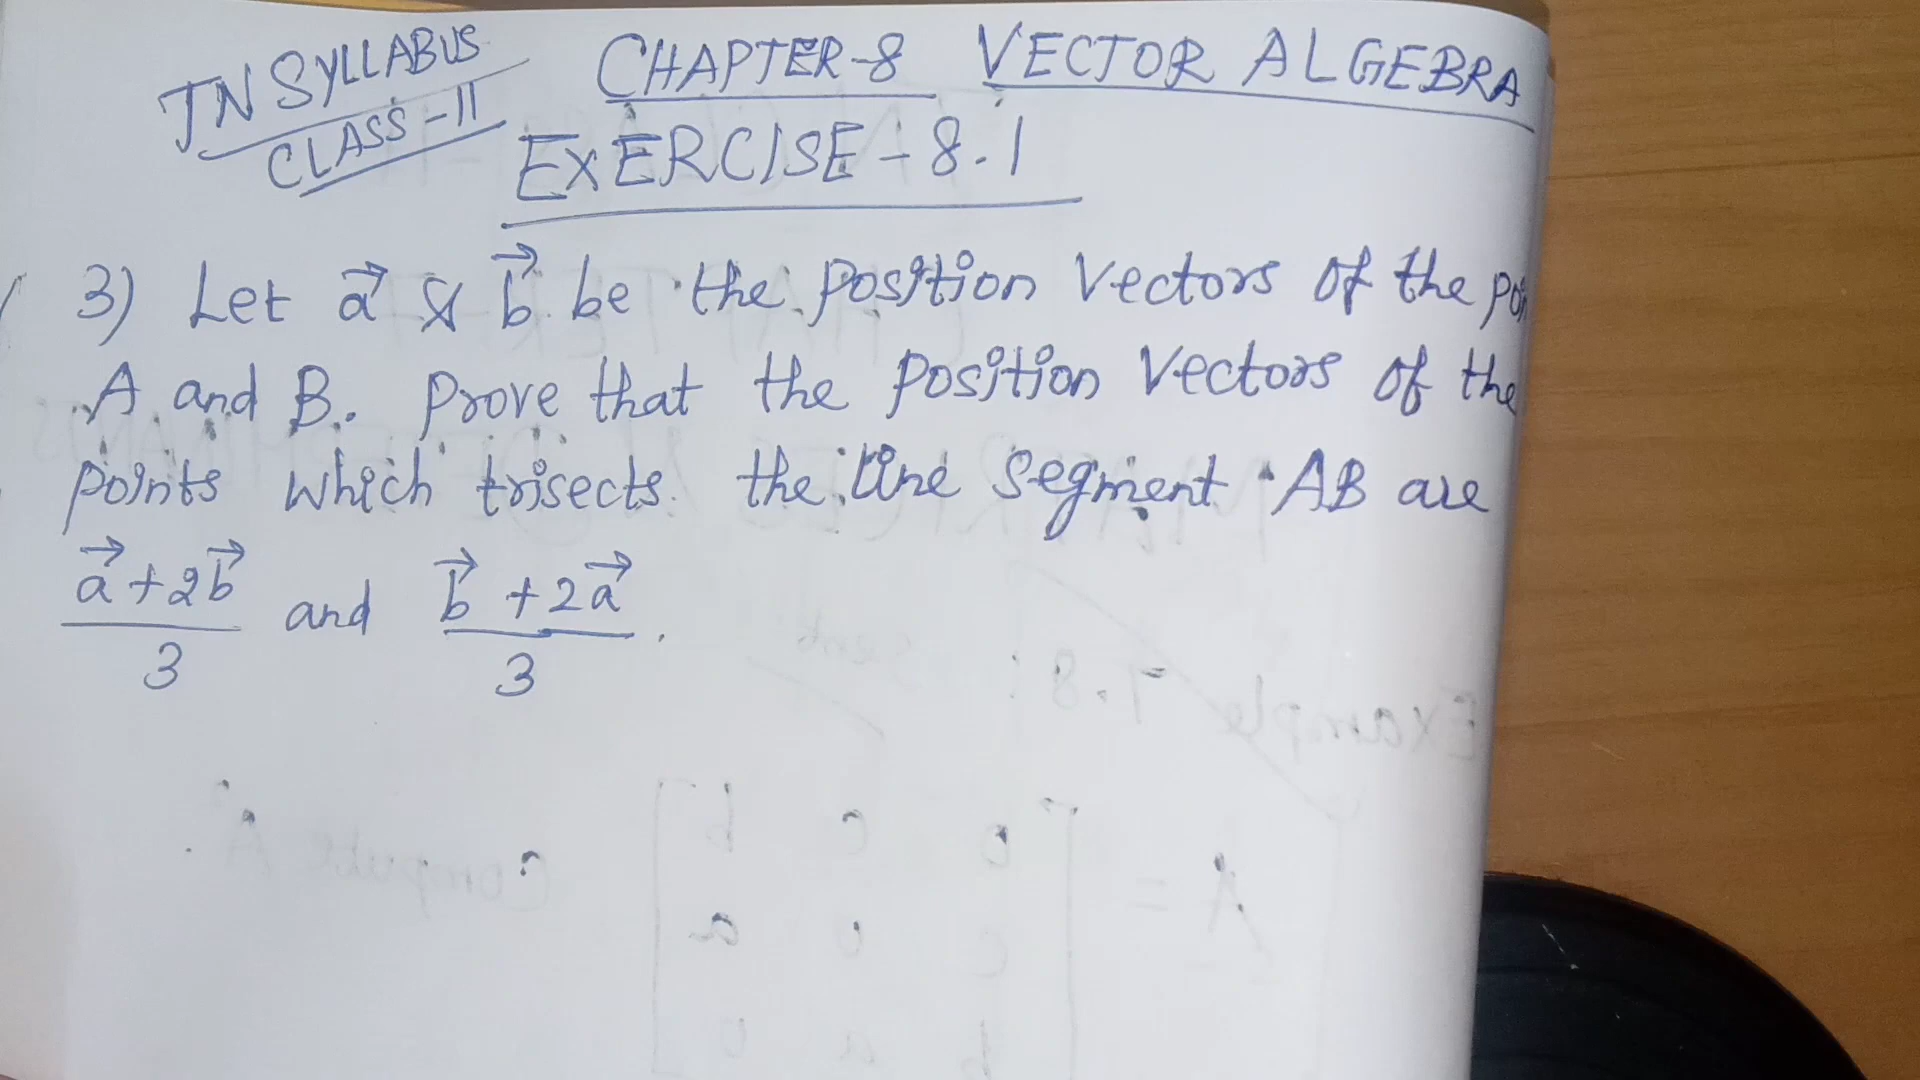 TN SYLLABUS
CLASS-11
CHAPTER-8 VECTOR ALGEBRA
EXERCISE-8.1
3) Let a⃗ & b⃗ be the position vectors of the
A and B. Prove that the position vectors of the
points which trisects the line segment AB are
(a⃗+2b⃗)/3 and (b⃗+2a⃗)/3.